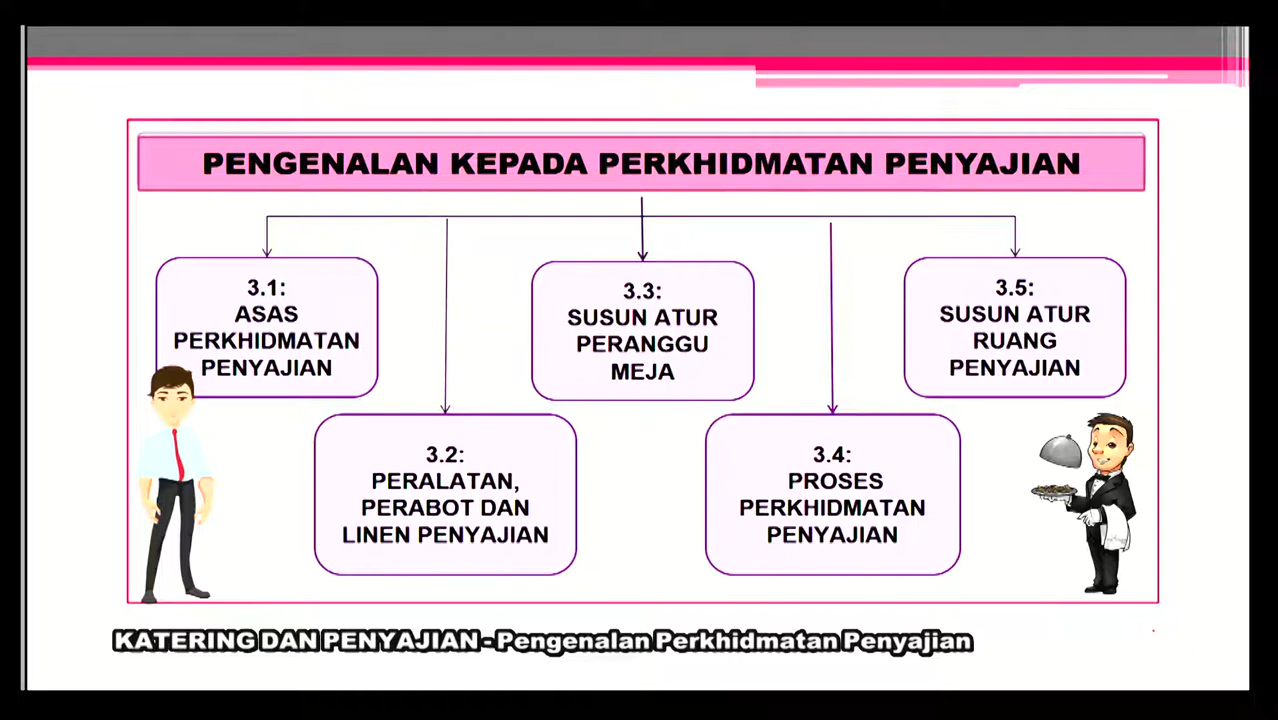 PENGENALAN KEPADA PERKHIDMATAN PENYAJIAN
3.1:
ASAS
PERKHIDMATAN
PENYAJIAN
3.2:
PERALATAN,
PERABOT DAN
LINEN PENYAJIAN
3.3:
SUSUN ATUR
PERANGGU
MEJA
3.4:
PROSES
PERKHIDMATAN
PENYAJIAN
3.5:
SUSUN ATUR
RUANG
PENYAJIAN
KATERING DAN PENYAJIAN - Pengenalan Perkhidmatan Penyajian